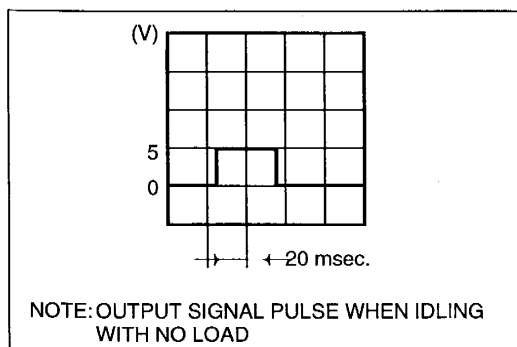 (V)
5
0
20 msec.
NOTE: OUTPUT SIGNAL PULSE WHEN IDLING
WITH NO LOAD